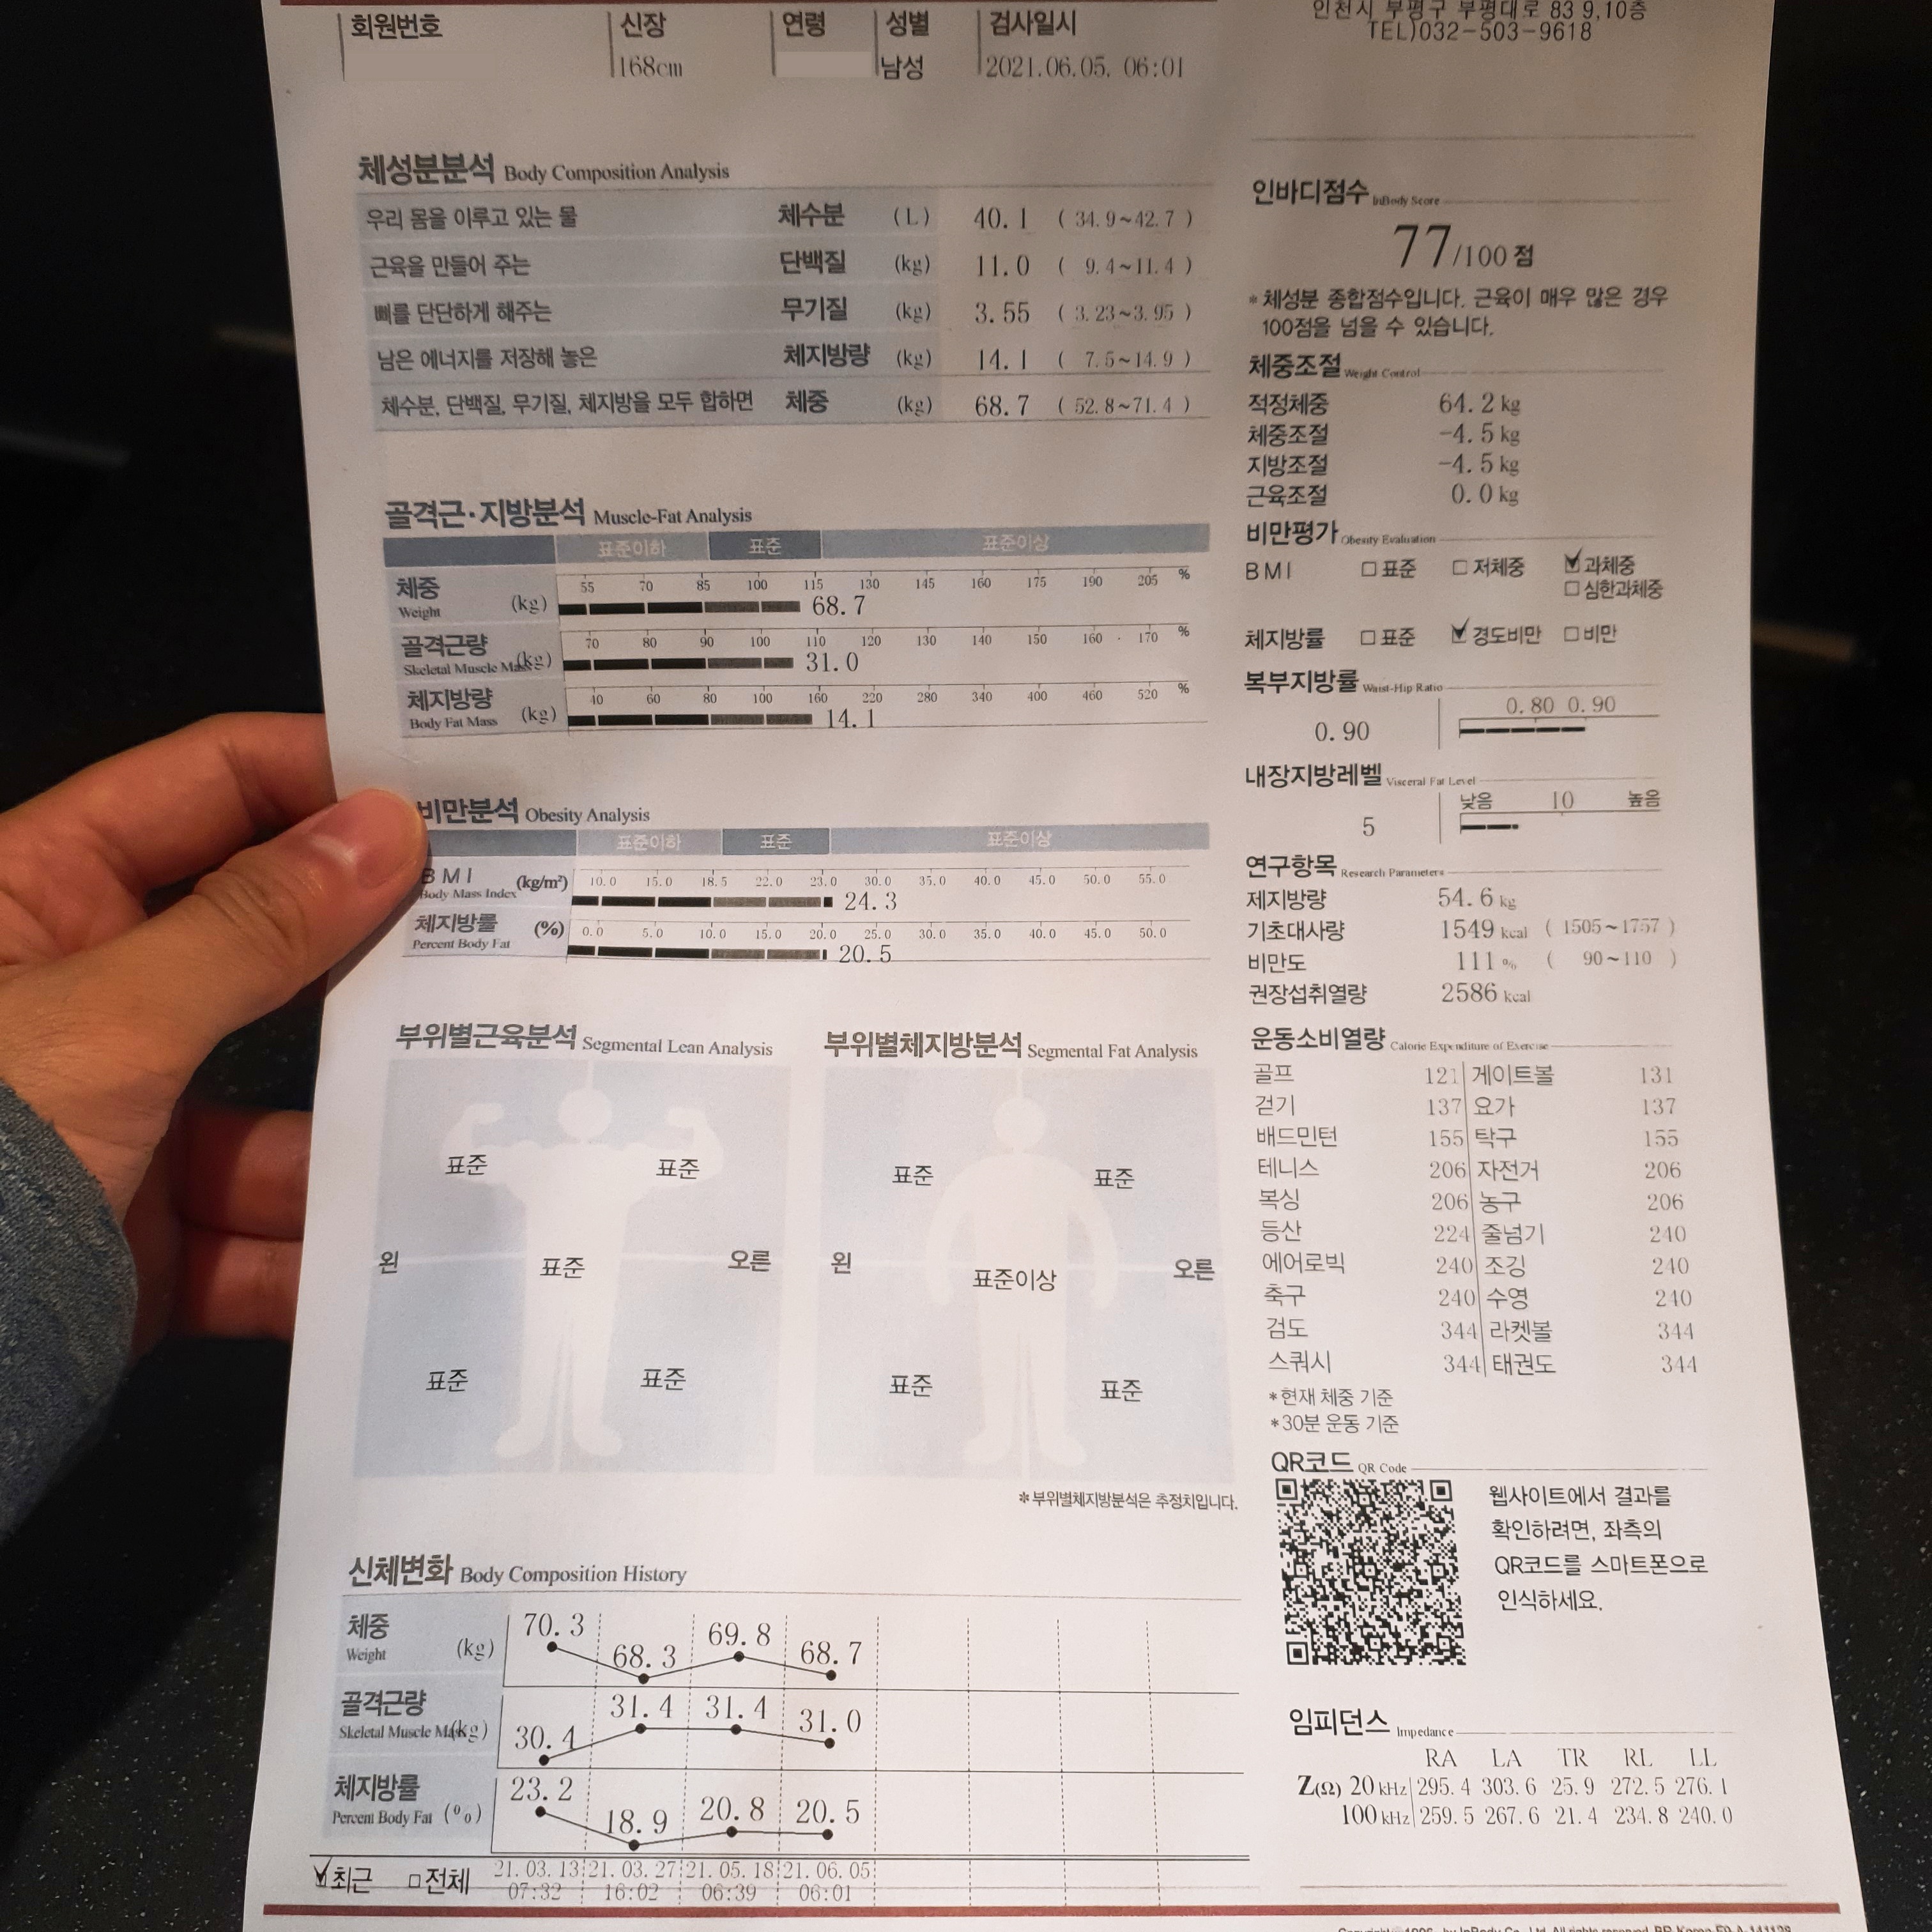 인천시 부평구 부평대로 83 9,10층
TEL)032-503-9618
회원번호 신장 연령 성별 검사일시
168cm 남성 2021.06.05. 06:01
체성분분석 Body Composition Analysis
우리 몸을 이루고 있는 물 체수분 (L) 40.1 ( 34.9~42.7 )
근육을 만들어 주는 단백질 (kg) 11.0 ( 9.4~11.4 )
뼈를 단단하게 해주는 무기질 (kg) 3.55 ( 3.23~3.95 )
남은 에너지를 저장해 놓은 체지방량 (kg) 14.1 ( 7.5~14.9 )
체수분, 단백질, 무기질, 체지방을 모두 합하면 체중 (kg) 68.7 ( 52.8~71.4 )
골격근·지방분석 Muscle-Fat Analysis
표준이하 표준 표준이상
체중 Weight (kg) 55 70 85 100 115 130 145 160 175 190 205 %
68.7
골격근량 Skeletal Muscle Mass (kg) 70 80 90 100 110 120 130 140 150 160 170 %
31.0
체지방량 Body Fat Mass (kg) 40 60 80 100 160 220 280 340 400 460 520 %
14.1
비만분석 Obesity Analysis
표준이하 표준 표준이상
BMI Body Mass Index (kg/m²) 10.0 15.0 18.5 22.0 23.0 30.0 35.0 40.0 45.0 50.0 55.0
24.3
체지방률 Percent Body Fat (%) 0.0 5.0 10.0 15.0 20.0 25.0 30.0 35.0 40.0 45.0 50.0
20.5
부위별근육분석 Segmental Lean Analysis
표준 표준
왼 표준 오른
표준 표준
부위별체지방분석 Segmental Fat Analysis
표준 표준
왼 표준이상 오른
표준 표준
*부위별체지방분석은 추정치입니다.
신체변화 Body Composition History
체중 Weight (kg) 70.3 68.3 69.8 68.7
골격근량 Skeletal Muscle Mass (kg) 30.4 31.4 31.4 31.0
체지방률 Percent Body Fat (%) 23.2 18.9 20.8 20.5
최근 전체 21.03.13 21.03.27 21.05.18 21.06.05
07:32 16:02 06:39 06:01
인바디점수 InBody Score
77/100 점
* 체성분 종합점수입니다. 근육이 매우 많은 경우
100점을 넘을 수 있습니다.
체중조절 Weight Control
적정체중 64.2 kg
체중조절 -4.5 kg
지방조절 -4.5 kg
근육조절 0.0 kg
비만평가 Obesity Evaluation
BMI □표준 □저체중 ☑과체중
□심한과체중
체지방률 □표준 ☑경도비만 □비만
복부지방률 Waist-Hip Ratio
0.80 0.90
0.90
내장지방레벨 Visceral Fat Level
낮음 10 높음
5
연구항목 Research Parameters
제지방량 54.6 kg
기초대사량 1549 kcal ( 1505~1757 )
비만도 111 % ( 90~110 )
권장섭취열량 2586 kcal
운동소비열량 Calorie Expenditure of Exercise
골프 121 게이트볼 131
걷기 137 요가 137
배드민턴 155 탁구 155
테니스 206 자전거 206
복싱 206 농구 206
등산 224 줄넘기 240
에어로빅 240 조깅 240
축구 240 수영 240
검도 344 라켓볼 344
스쿼시 344 태권도 344
*현재 체중 기준
*30분 운동 기준
QR코드 QR Code
웹사이트에서 결과를
확인하려면, 좌측의
QR코드를 스마트폰으로
인식하세요.
임피던스 Impedance
RA LA TR RL LL
Z(Ω) 20 kHz 295.4 303.6 25.9 272.5 276.1
100 kHz 259.5 267.6 21.4 234.8 240.0